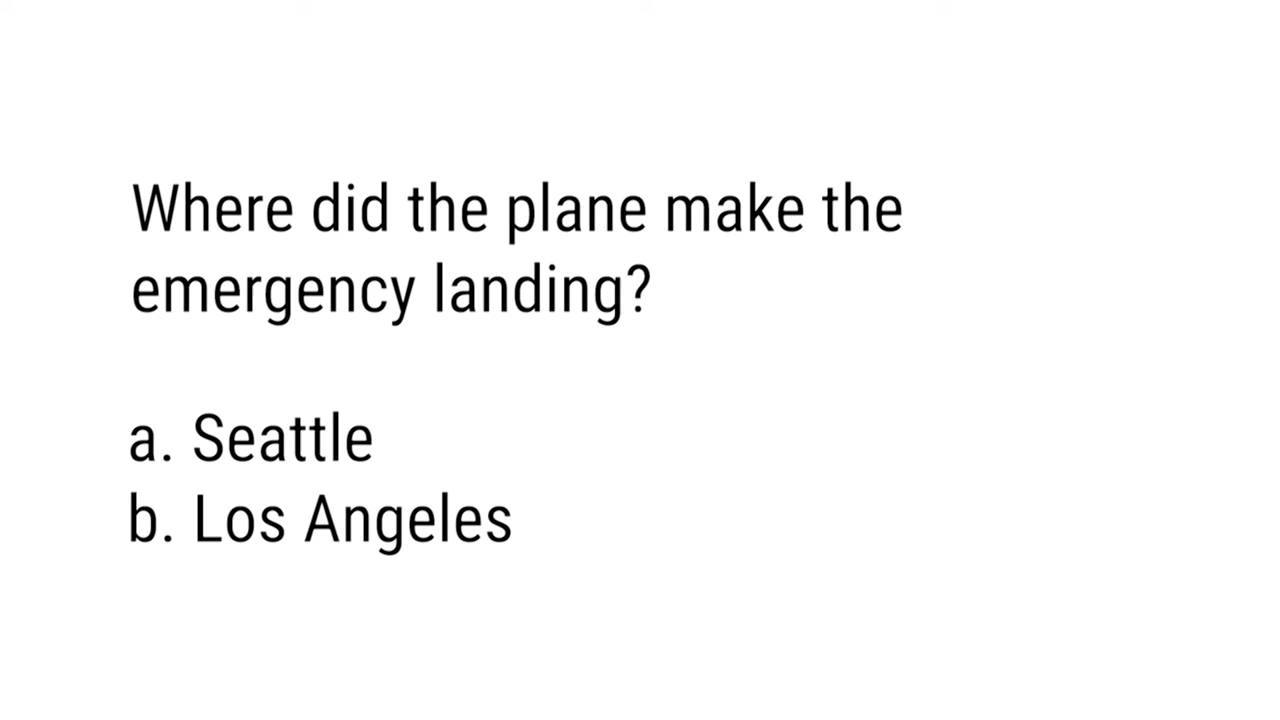 Where did the plane make the
emergency landing?
a. Seattle
b. Los Angeles